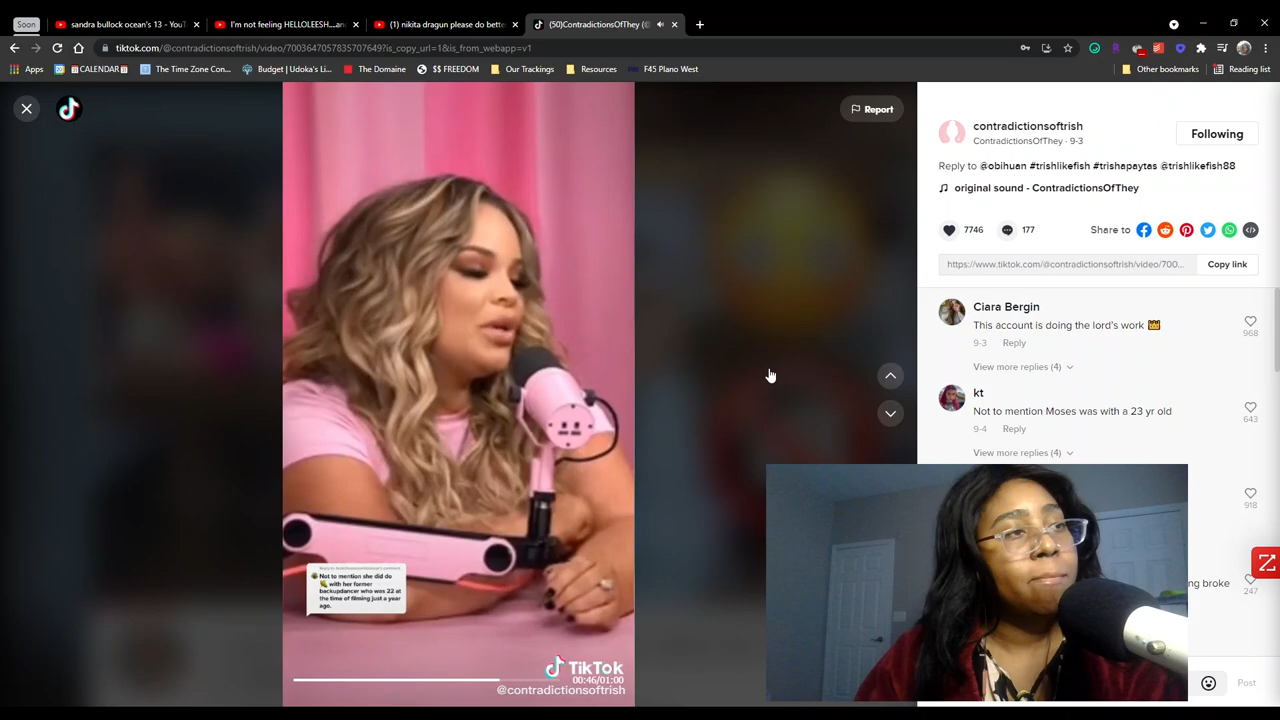 Soon
sandra bullock ocean's 13 - YouT
I'm not feeling HELLOLEESH....an
(1) nikita dragun please do bette
(50)ContradictionsOfThey (@
tiktok.com/@contradictionsoftrish/video/7003647057835707649?is_copy_url=1&is_from_webapp=v1
Apps
CALENDAR
The Time Zon Con...
Budget | Udoka's Li...
The Domaine
$$ FREEDOM
Our Trackings
Resources
F45 Plano West
Other bookmarks
Reading list
Report
contradictionsoftrish
ContradictionsOfThey · 9-3
Following
Reply to @obihuan #trishlikefish #trishapaytas @trishlikefish88
original sound - ContradictionsOfThey
7746
177
Share to
https://www.tiktok.com/@contradictionsoftrish/video/700...
Copy link
Ciara Bergin
This account is doing the lord's work
968
9-3 Reply
View more replies (4)
kt
Not to mention Moses was with a 23 yr old
643
9-4 Reply
View more replies (4)
918
ng broke
247
Post
Not to mention she did do
with her former
backupdancer who was 22 at
the time of filming just a year
ago.
TikTok
00:46/01:00
@contradictionsoftrish